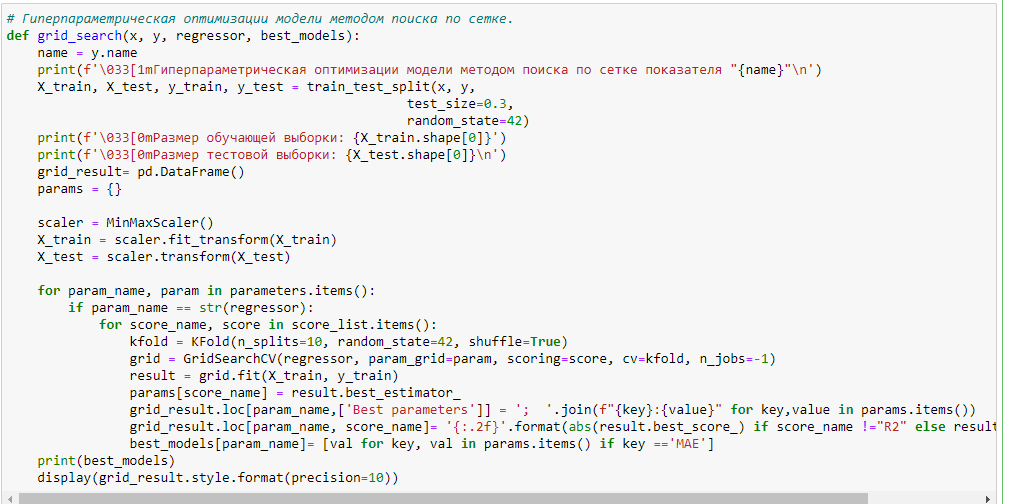 # Гиперпараметрическая оптимизации модели методом поиска по сетке.
def grid_search(x, y, regressor, best_models):
    name = y.name
    print(f'\033[1mГиперпараметрическая оптимизации модели методом поиска по сетке показателя "{name}"\n')
    X_train, X_test, y_train, y_test = train_test_split(x, y,
                                                    test_size=0.3,
                                                    random_state=42)
    print(f'\033[0mРазмер обучающей выборки: {X_train.shape[0]}')
    print(f'\033[0mРазмер тестовой выборки: {X_test.shape[0]}\n')
    grid_result= pd.DataFrame()
    params = {}

    scaler = MinMaxScaler()
    X_train = scaler.fit_transform(X_train)
    X_test = scaler.transform(X_test)

    for param_name, param in parameters.items():
        if param_name == str(regressor):
            for score_name, score in score_list.items():
                kfold = KFold(n_splits=10, random_state=42, shuffle=True)
                grid = GridSearchCV(regressor, param_grid=param, scoring=score, cv=kfold, n_jobs=-1)
                result = grid.fit(X_train, y_train)
                params[score_name] = result.best_estimator_
                grid_result.loc[param_name,['Best parameters']] = ';  '.join(f"{key}:{value}" for key,value in params.items())
                grid_result.loc[param_name, score_name]= '{:.2f}'.format(abs(result.best_score_) if score_name !="R2" else result
                best_models[param_name]= [val for key, val in params.items() if key =='MAE']
    print(best_models)
    display(grid_result.style.format(precision=10))